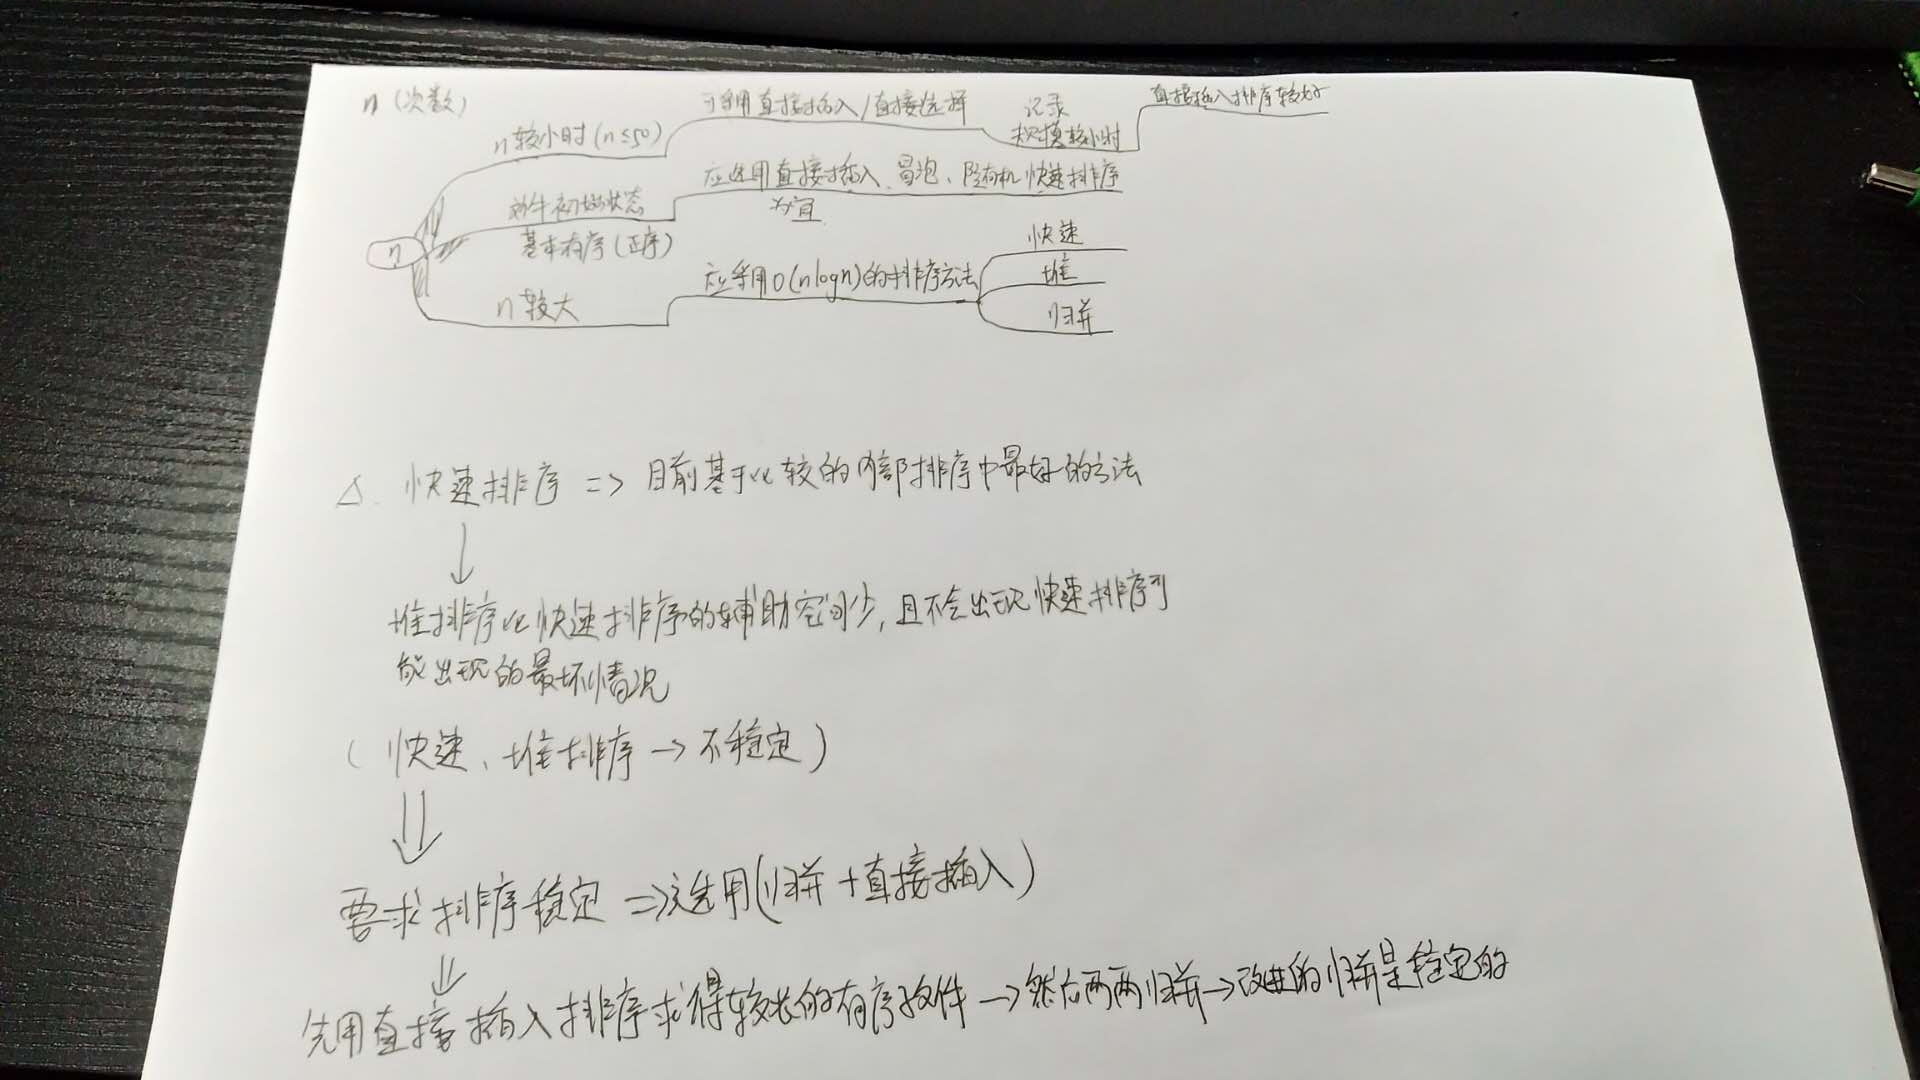 n（次数）
n较小时(n≤50)
可采用直接插入/直接选择
记录
规模较小时
直接插入排序较好
文件初始状态
基本有序(正序)
应选用直接插入、冒泡、随机快速排序
为宜
n
n较大
应采用O(nlogn)的排序方法
快速
堆
归并
△. 快速排序 => 目前基于比较的内部排序中最好的方法
↓
堆排序比快速排序的辅助空间少,且不会出现快速排序可
能出现的最坏情况
(快速、堆排序→不稳定)
⇓
要求排序稳定 => 选用(归并+直接插入)
⇓
先用直接插入排序求得较长的有序文件→然后两两归并→改进的归并是稳定的